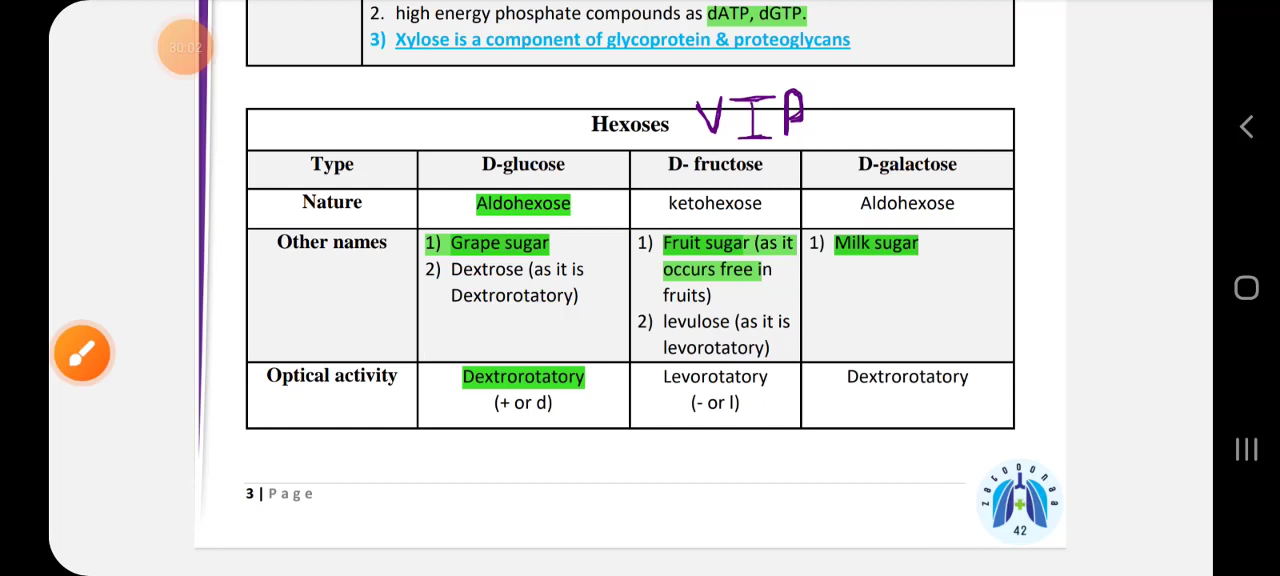 2. high energy phosphate compounds as dATP, dGTP.
3) Xylose is a component of glycoprotein & proteoglycans
30:02
VIP
Hexoses
Type D-glucose D- fructose D-galactose
Nature Aldohexose ketohexose Aldohexose
Other names
1) Grape sugar
2) Dextrose (as it is
Dextrorotatory)
1) Fruit sugar (as it
occurs free in
fruits)
2) levulose (as it is
levorotatory)
1) Milk sugar
Optical activity
Dextrorotatory
(+ or d)
Levorotatory
(- or l)
Dextrorotatory
3 | Page
zatooonaa
42